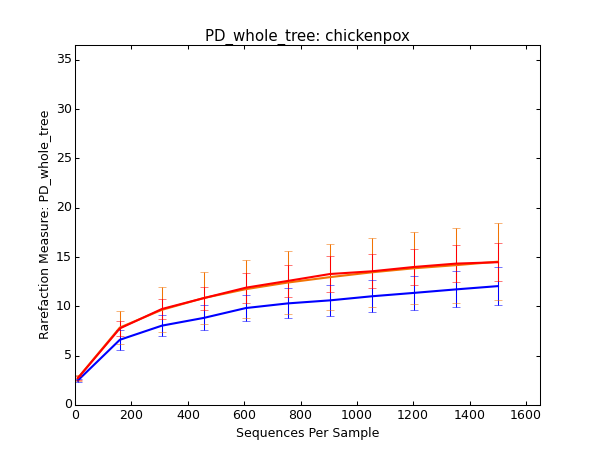 PD_whole_tree: chickenpox
35
30
25
20
15
10
5
0
Rarefaction Measure: PD_whole_tree
0 200 400 600 800 1000 1200 1400 1600
Sequences Per Sample